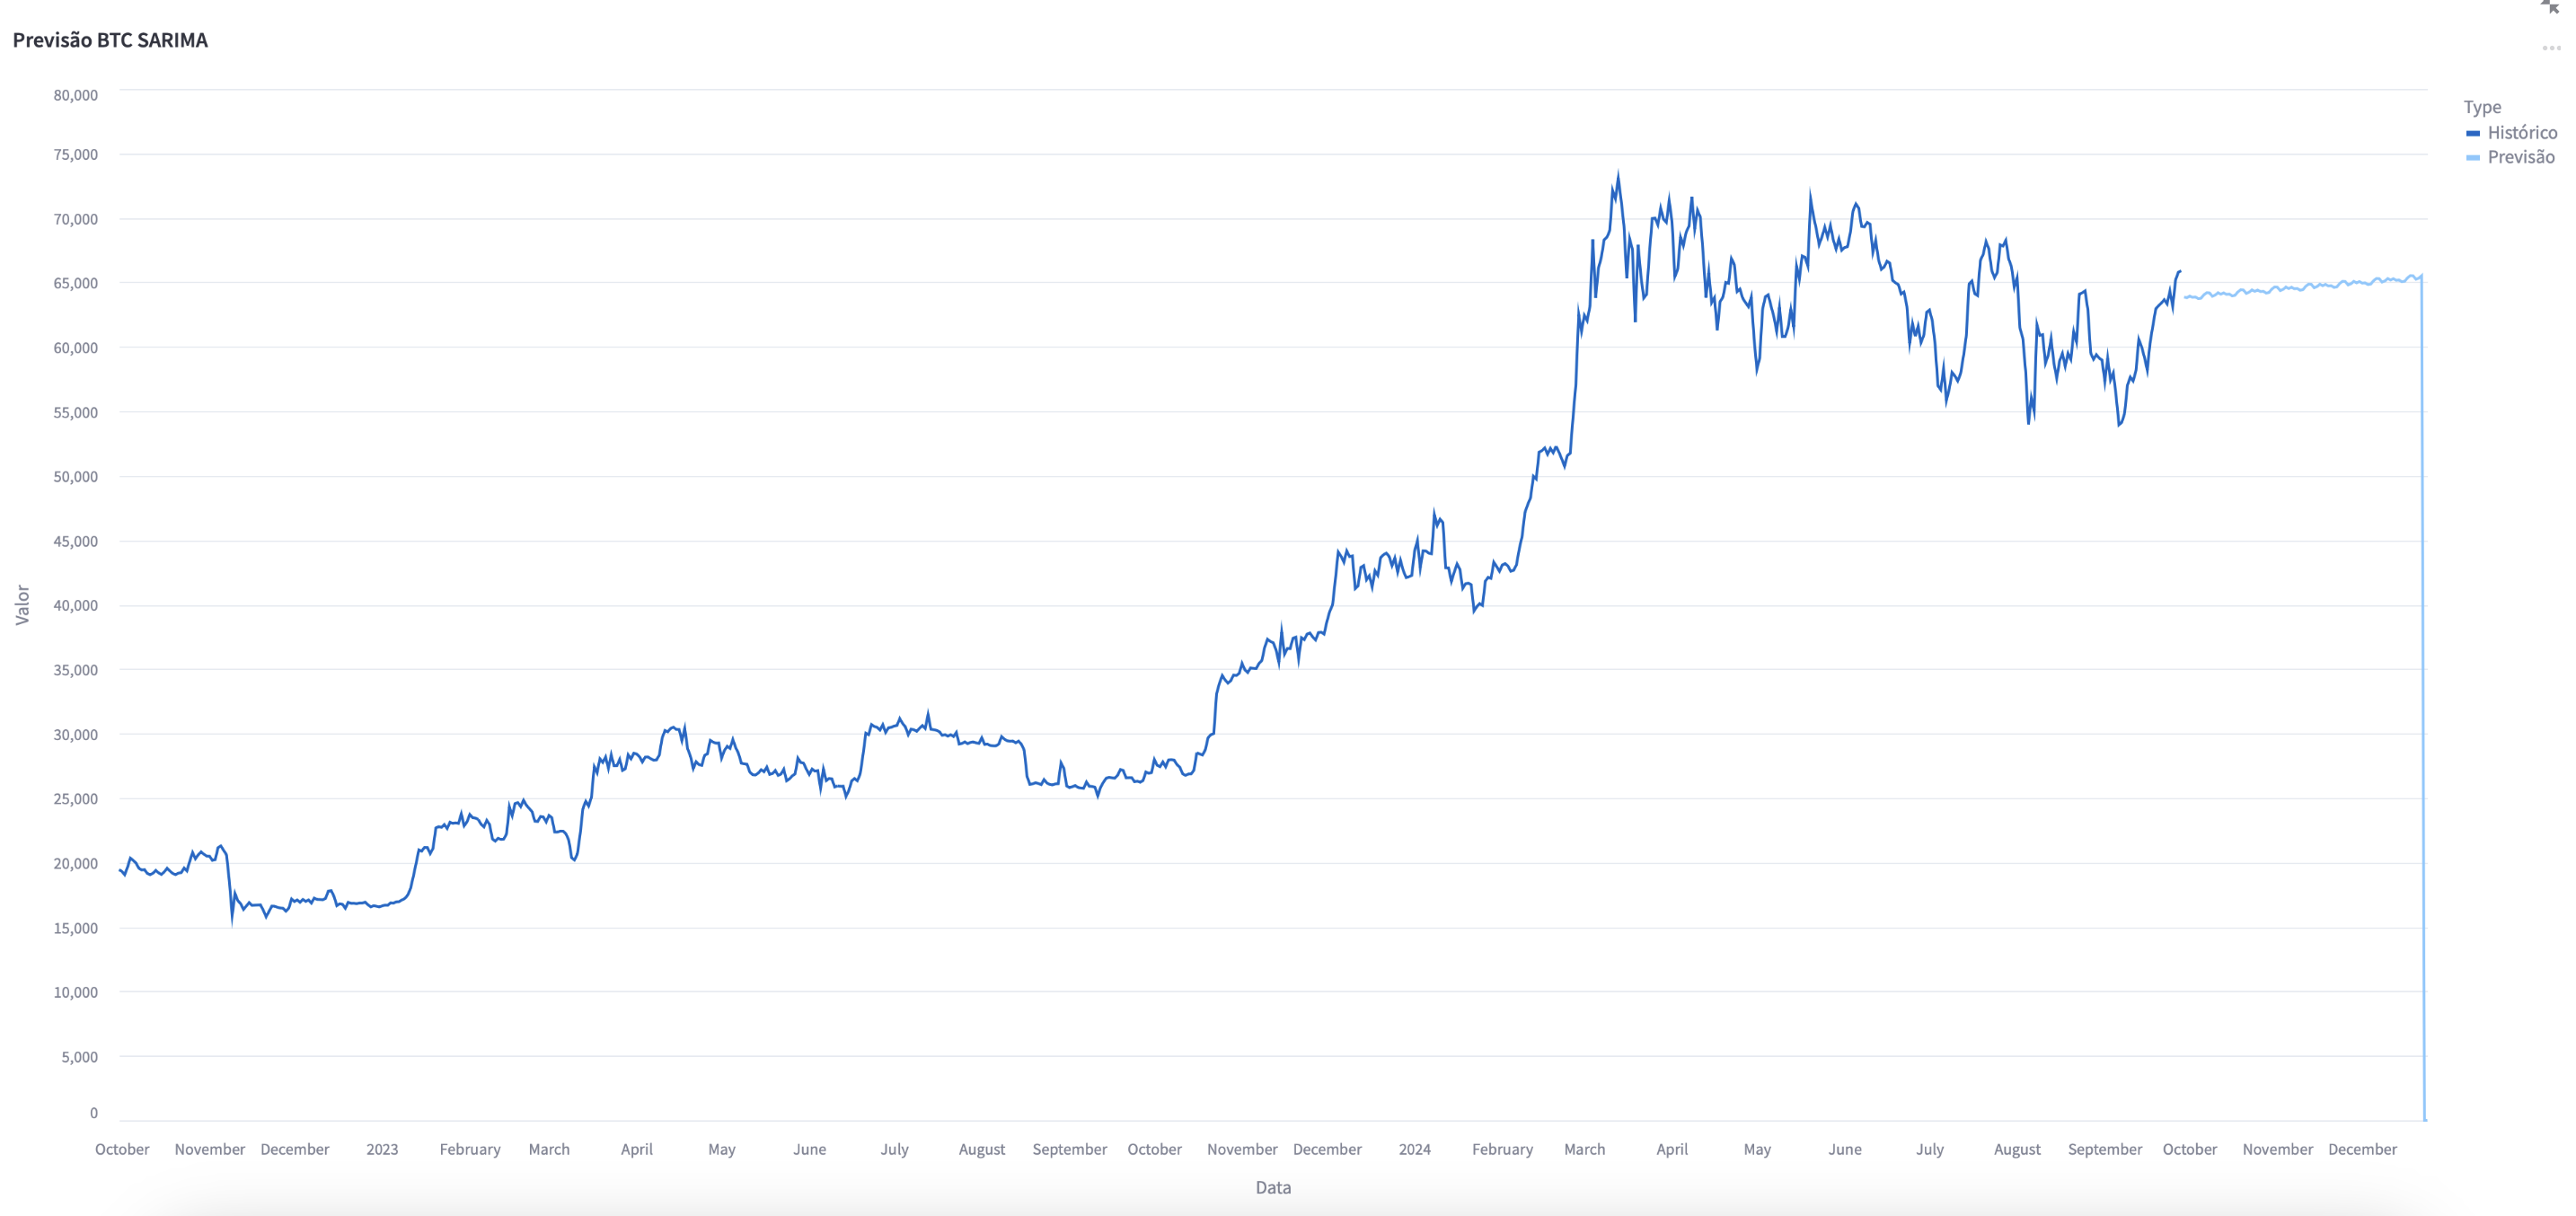 Previsão BTC SARIMA
80,000
75,000
70,000
65,000
60,000
55,000
50,000
45,000
40,000
35,000
30,000
25,000
20,000
15,000
10,000
5,000
0
Valor
October November December 2023 February March April May June July August September October November December 2024 February March April May June July August September October November December
Data
Type
Histórico
Previsão